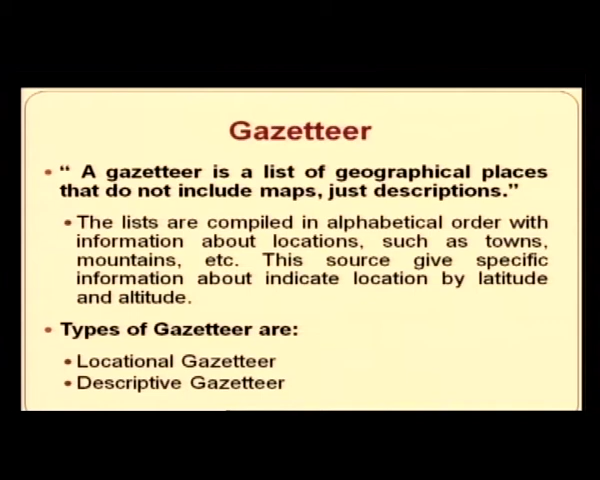 Gazetteer
• “ A gazetteer is a list of geographical places
that do not include maps, just descriptions.”
• The lists are compiled in alphabetical order with
information about locations, such as towns,
mountains, etc. This source give specific
information about indicate location by latitude
and altitude.
• Types of Gazetteer are:
• Locational Gazetteer
• Descriptive Gazetteer